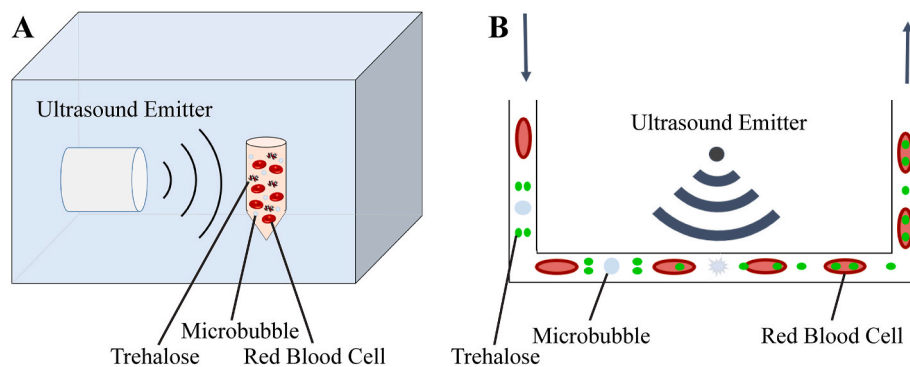 A
Ultrasound Emitter
Microbubble
Trehalose
Red Blood Cell
B
Ultrasound Emitter
Microbubble
Red Blood Cell
Trehalose